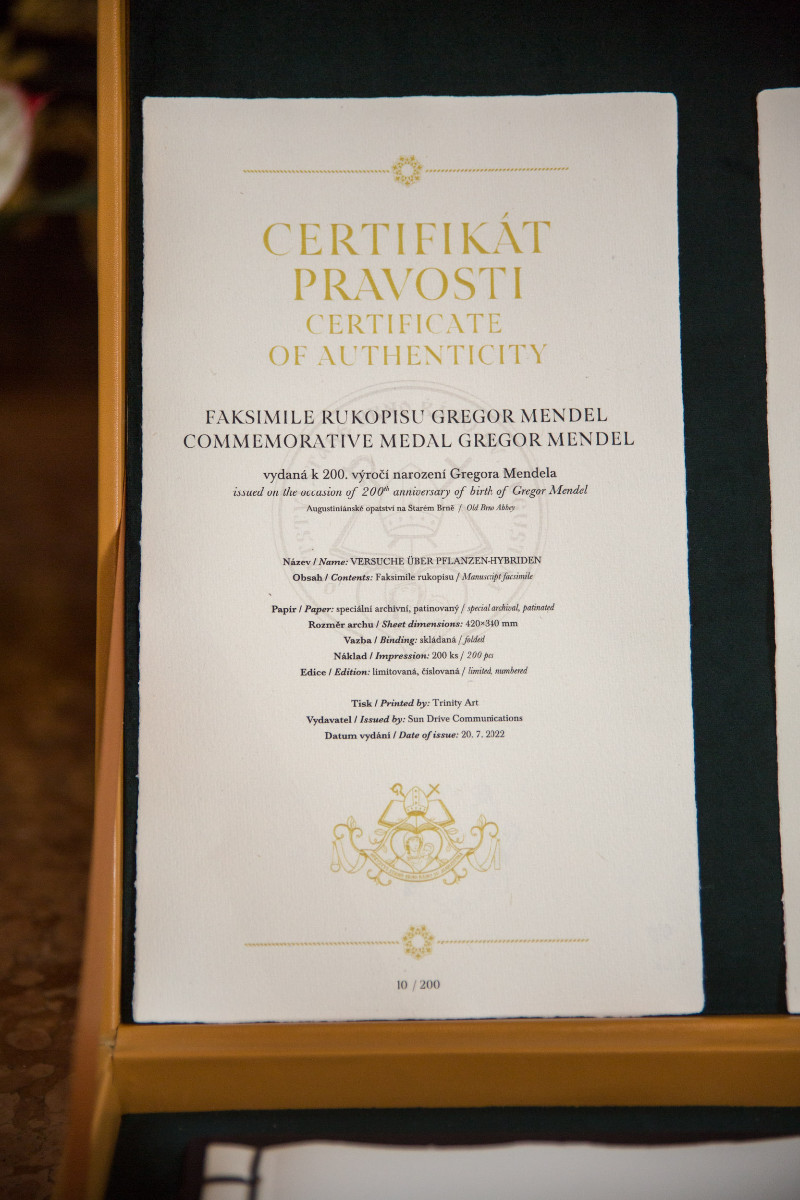 CERTIFIKÁT
PRAVOSTI
CERTIFICATE
OF AUTHENTICITY
FAKSIMILE RUKOPISU GREGOR MENDEL
COMMEMORATIVE MEDAL GREGOR MENDEL
vydaná k 200. výročí narození Gregora Mendela
issued on the occasion of 200th anniversary of birth of Gregor Mendel
Augustiniánské opatství na Starém Brně / Old Brno Abbey
Název / Name: VERSUCHE ÜBER PFLANZEN-HYBRIDEN
Obsah / Contents: Faksimile rukopisu / Manuscript facsimile
Papír / Paper: speciální archivní, patinovaný / special archival, patinated
Rozměr archu / Sheet dimensions: 420×340 mm
Vazba / Binding: skládaná / folded
Náklad / Impression: 200 ks / 200 pcs
Edice / Edition: limitovaná, číslovaná / limited, numbered
Tisk / Printed by: Trinity Art
Vydavatel / Issued by: Sun Drive Communications
Datum vydání / Date of issue: 20. 7. 2022
10 / 200